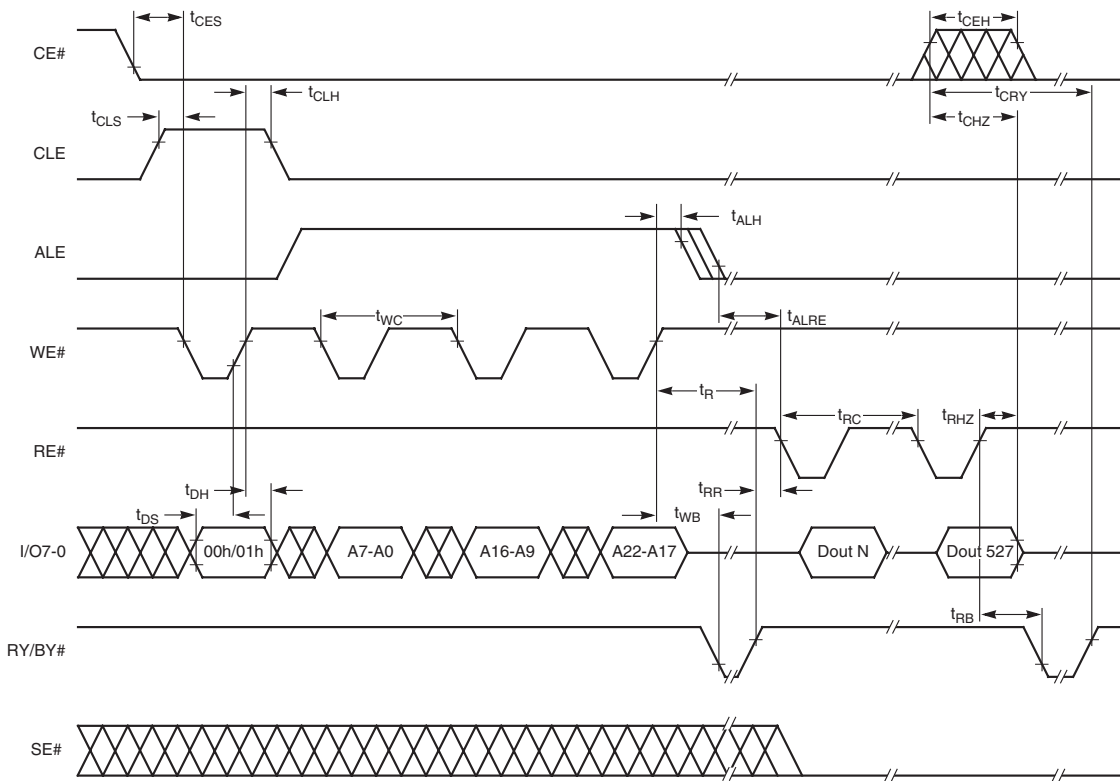 tCES
tCEH
CE#
tCLH
tCRY
tCLS
tCHZ
CLE
tALH
ALE
tWC
tALRE
WE#
tR
tRC
tRHZ
RE#
tDH
tRR
tDS
tWB
I/O7-0
00h/01h
A7-A0
A16-A9
A22-A17
Dout N
Dout 527
tRB
RY/BY#
SE#